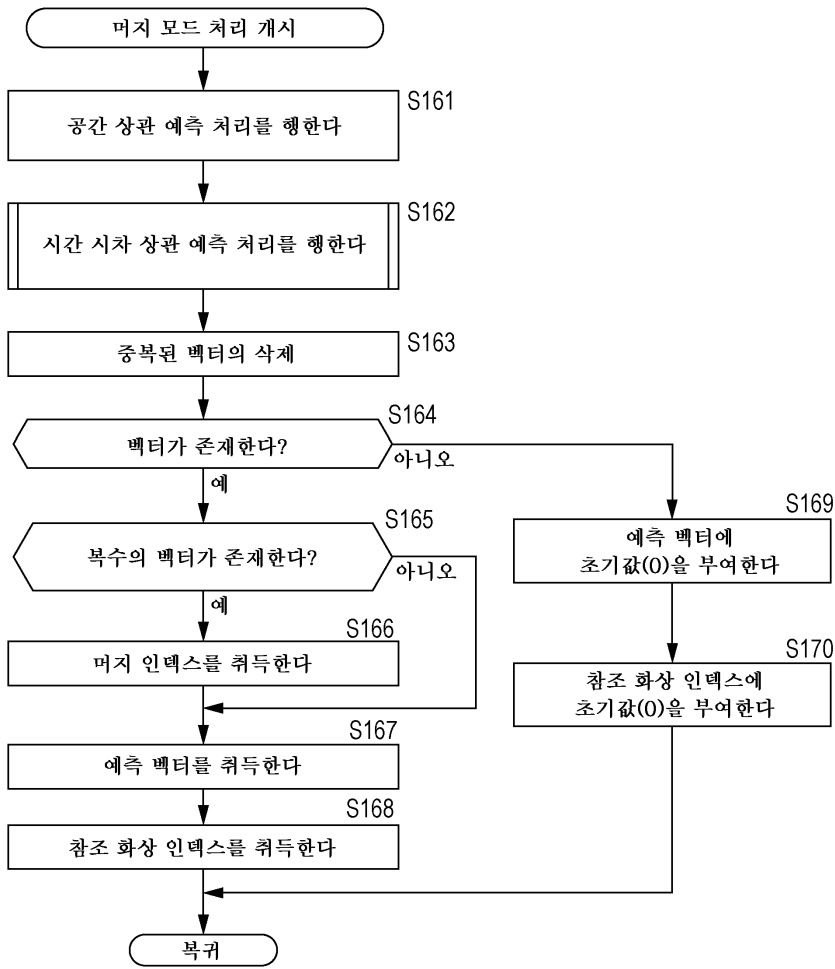 머지 모드 처리 개시
S161
공간 상관 예측 처리를 행한다
S162
시간 시차 상관 예측 처리를 행한다
S163
중복된 벡터의 삭제
S164
벡터가 존재한다?
아니오
예
S165
복수의 벡터가 존재한다?
아니오
예
S166
머지 인덱스를 취득한다
S167
예측 벡터를 취득한다
S168
참조 화상 인덱스를 취득한다
S169
예측 벡터에
초기값(0)을 부여한다
S170
참조 화상 인덱스에
초기값(0)을 부여한다
복귀